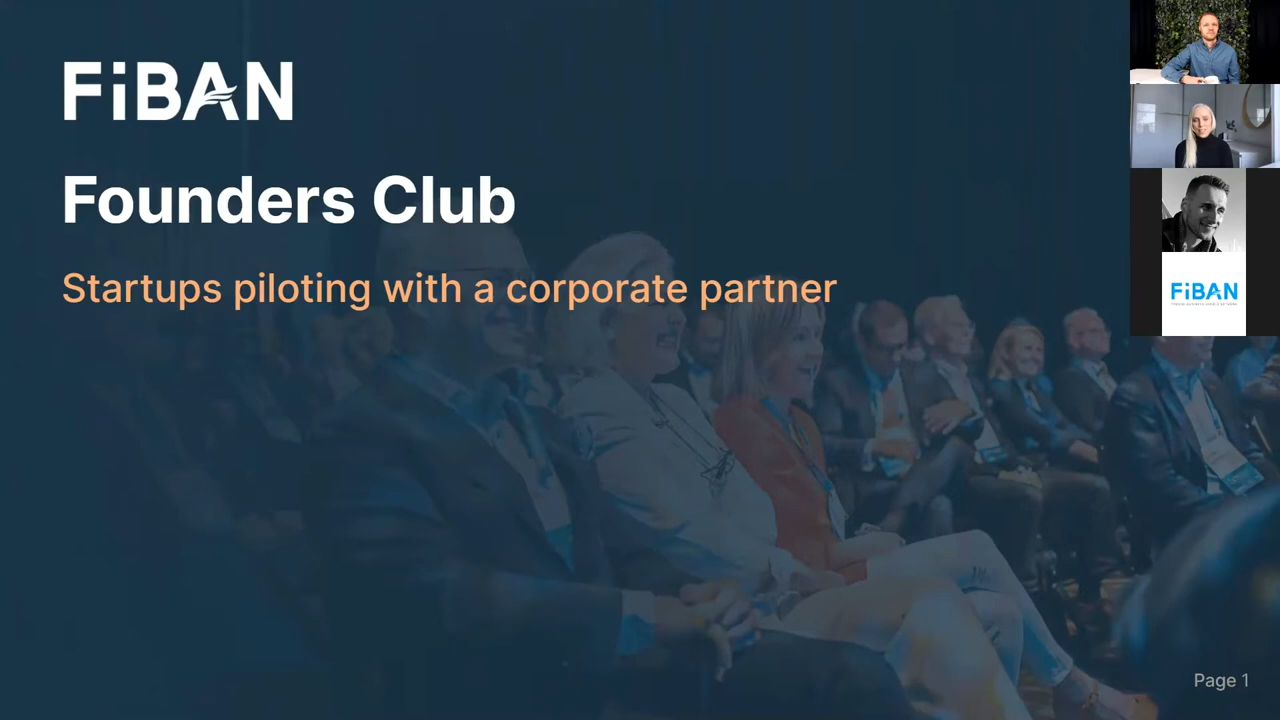 FiBAN
Founders Club
Startups piloting with a corporate partner
FiBAN
Page 1